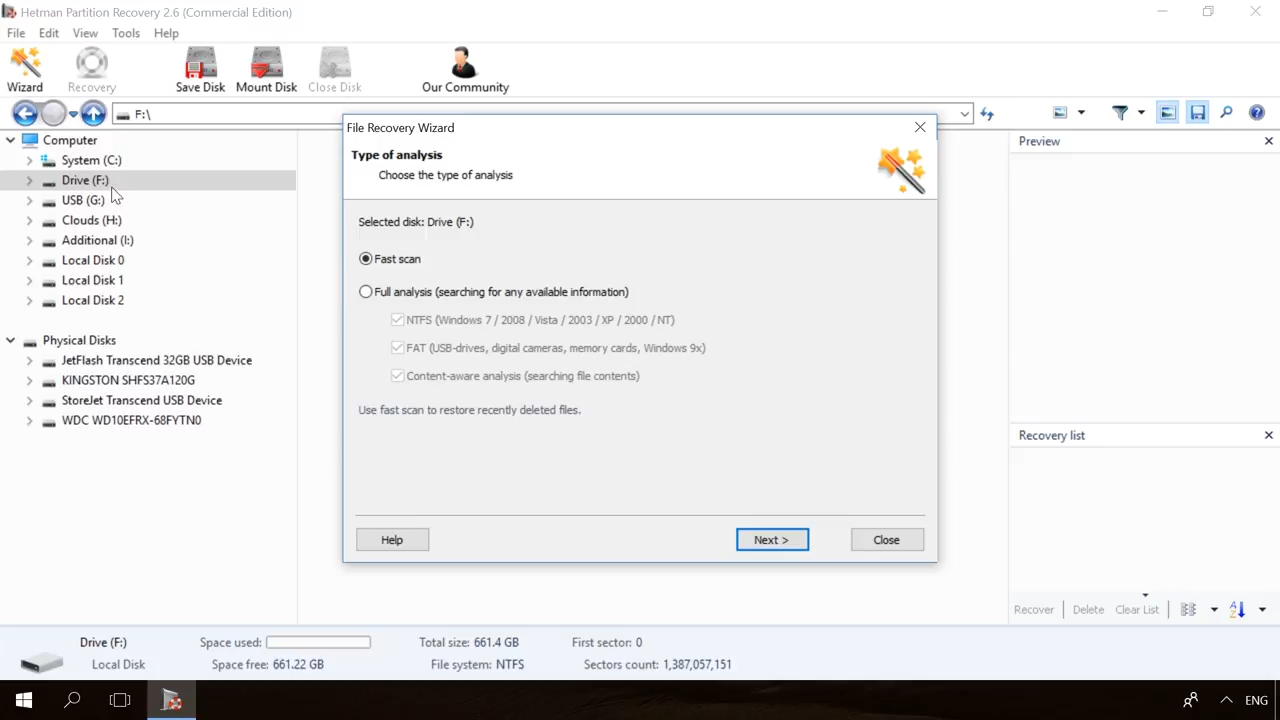 Hetman Partition Recovery 2.6 (Commercial Edition)
File Edit View Tools Help
Wizard Recovery Save Disk Mount Disk Close Disk Our Community
F:\
Computer
System (C:)
Drive (F:)
USB (G:)
Clouds (H:)
Additional (I:)
Local Disk 0
Local Disk 1
Local Disk 2
Physical Disks
JetFlash Transcend 32GB USB Device
KINGSTON SHFS37A120G
StoreJet Transcend USB Device
WDC WD10EFRX-68FYTN0
File Recovery Wizard
Type of analysis
Choose the type of analysis
Selected disk: Drive (F:)
Fast scan
Full analysis (searching for any available information)
NTFS (Windows 7 / 2008 / Vista / 2003 / XP / 2000 / NT)
FAT (USB-drives, digital cameras, memory cards, Windows 9x)
Content-aware analysis (searching file contents)
Use fast scan to restore recently deleted files.
Help Next > Close
Preview
Recovery list
Recover Delete Clear List
Drive (F:) Space used: Total size: 661.4 GB First sector: 0
Local Disk Space free: 661.22 GB File system: NTFS Sectors count: 1,387,057,151
ENG